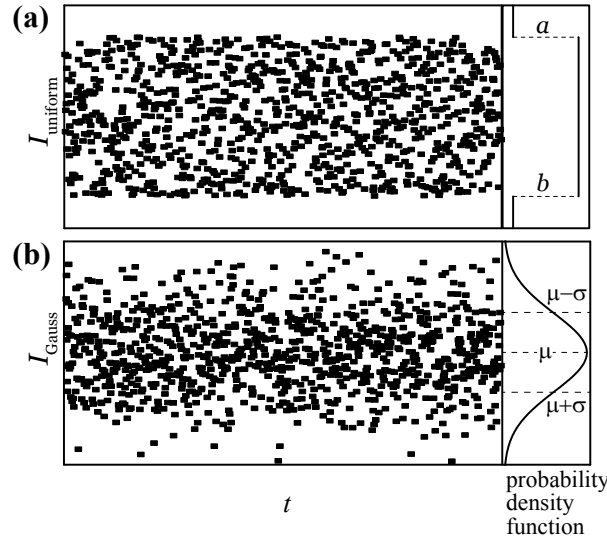 (a)
I_uniform
a
b
(b)
I_Gauss
μ−σ
μ
μ+σ
t
probability
density
function